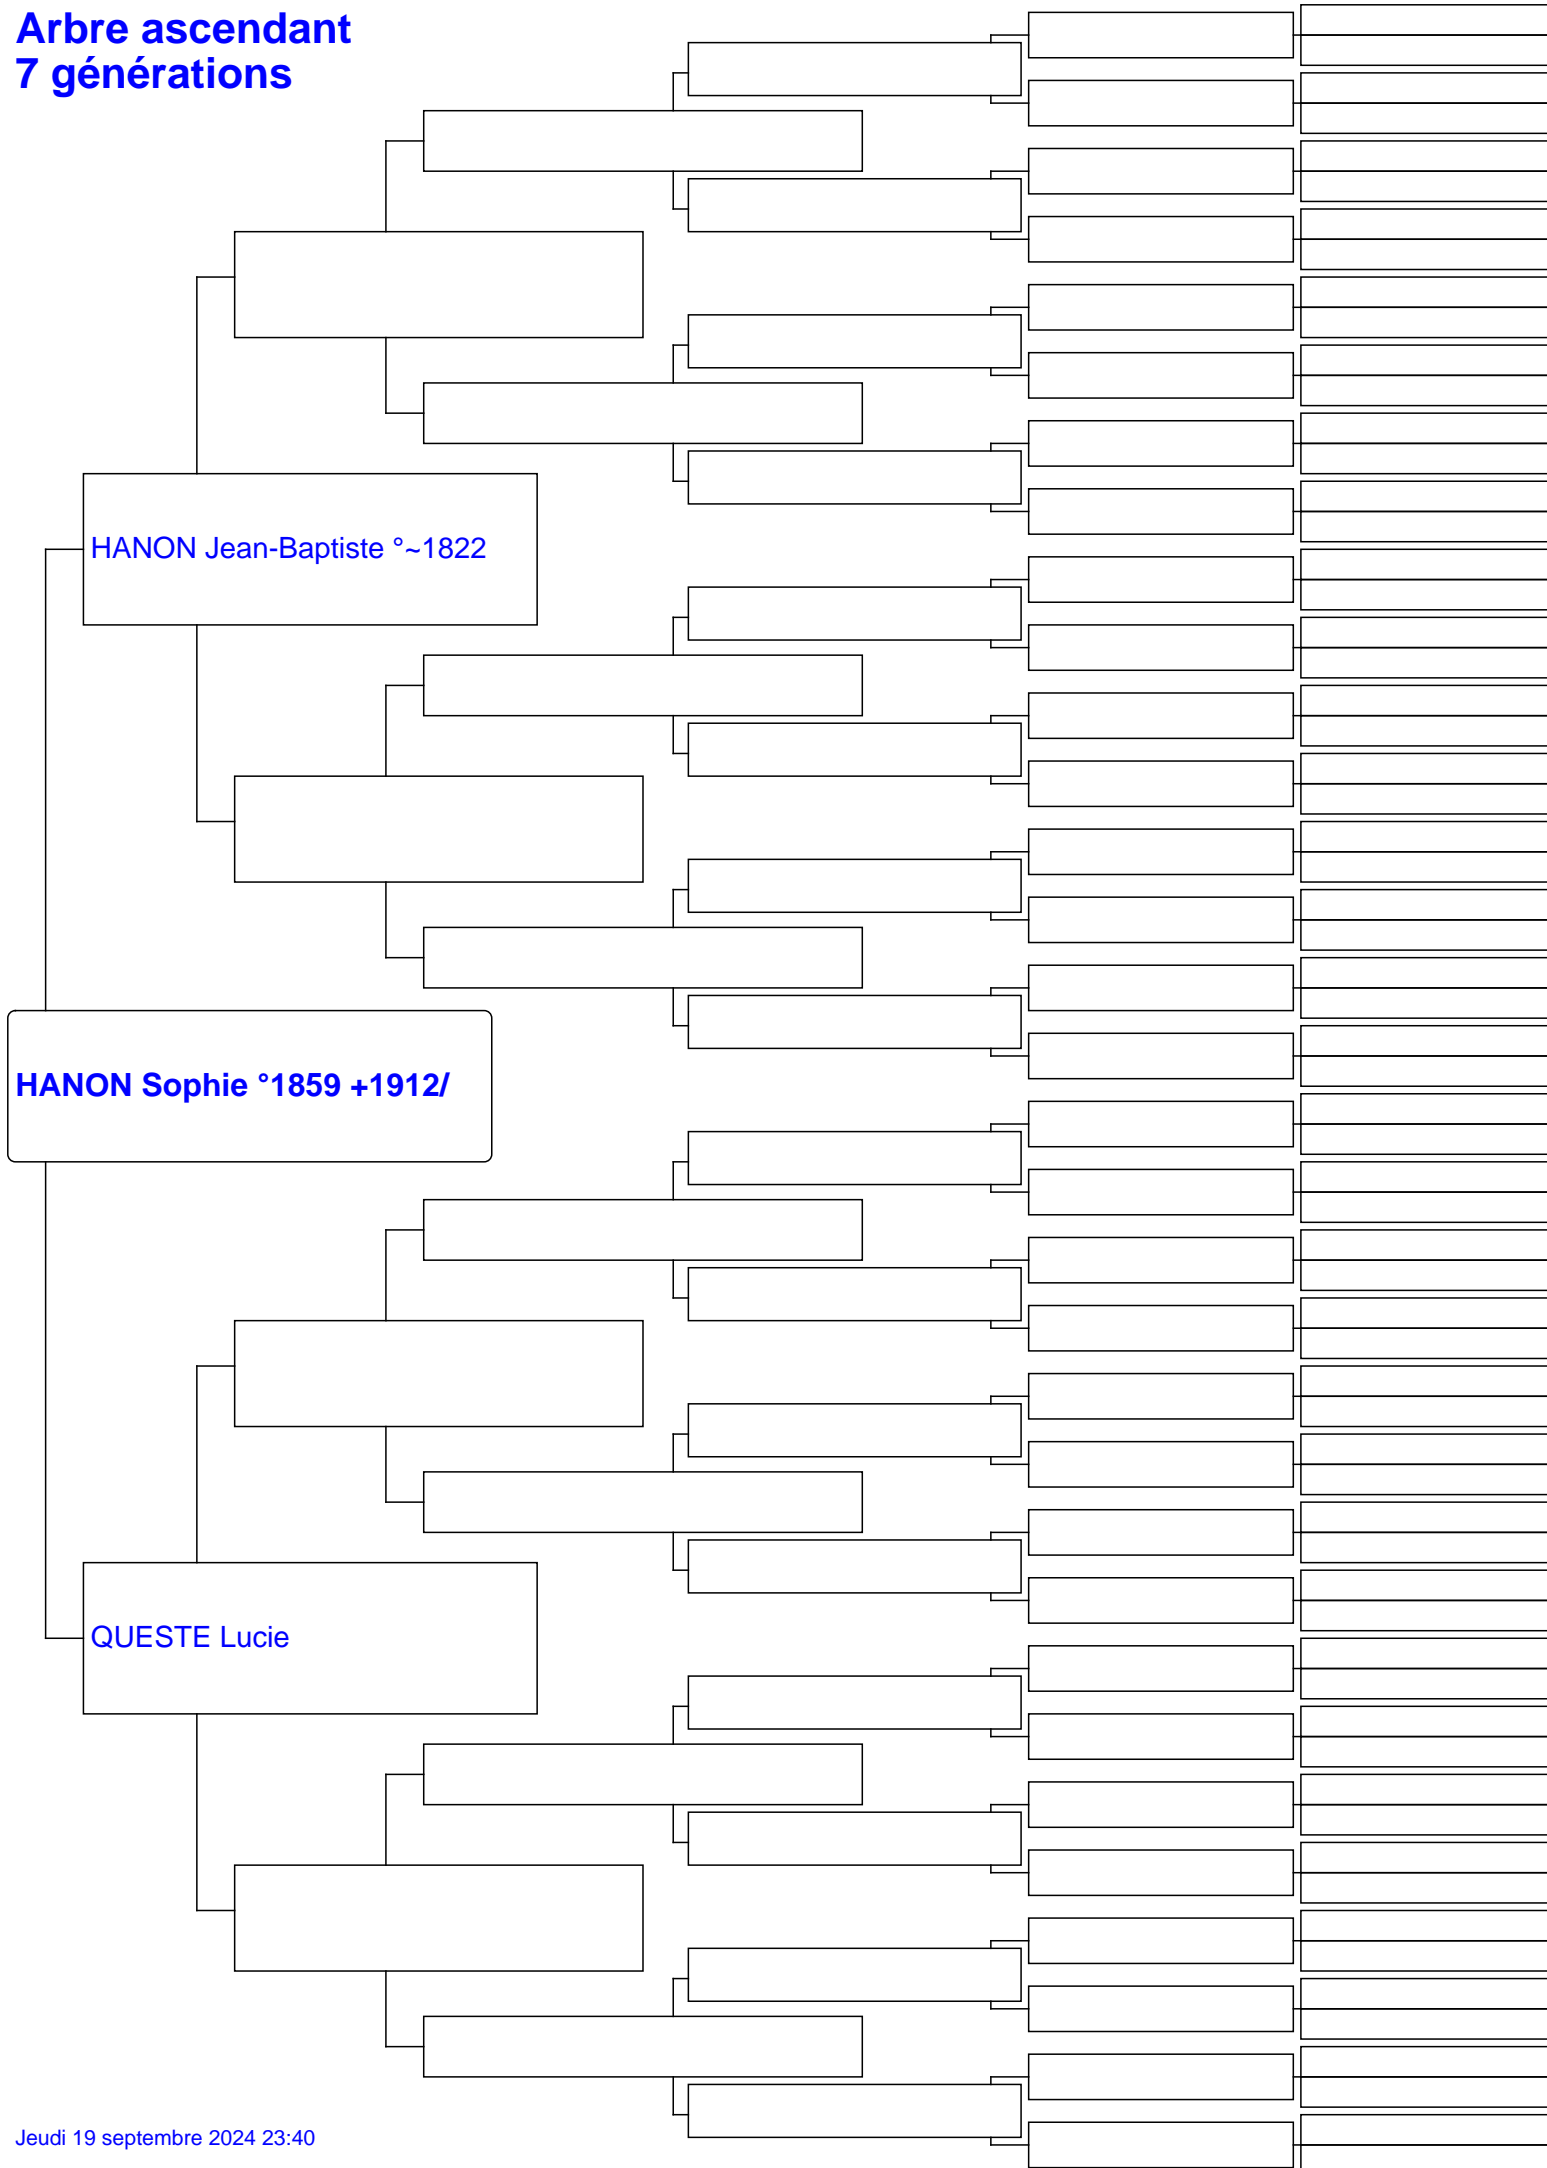 Arbre ascendant
7 générations
HANON Jean-Baptiste °~1822
HANON Sophie °1859 +1912/
QUESTE Lucie
Jeudi 19 septembre 2024 23:40